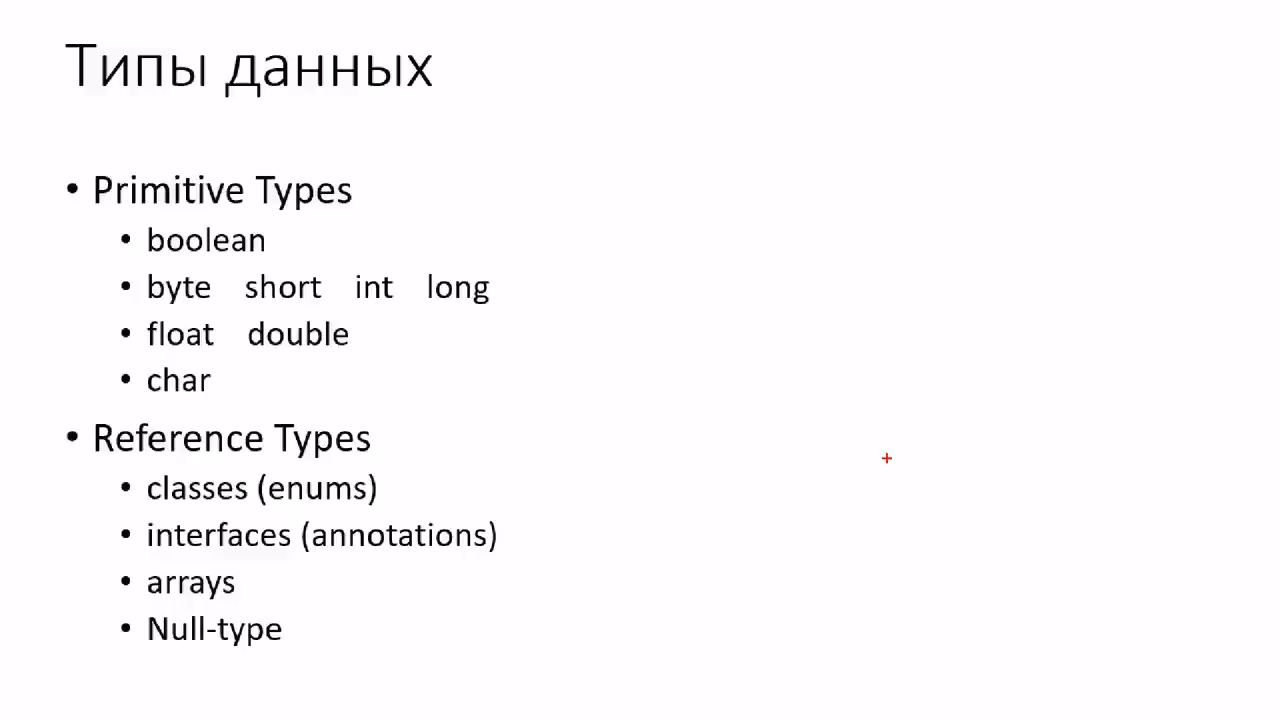 Типы данных
• Primitive Types
• boolean
• byte short int long
• float double
• char
• Reference Types
• classes (enums)
• interfaces (annotations)
• arrays
• Null-type